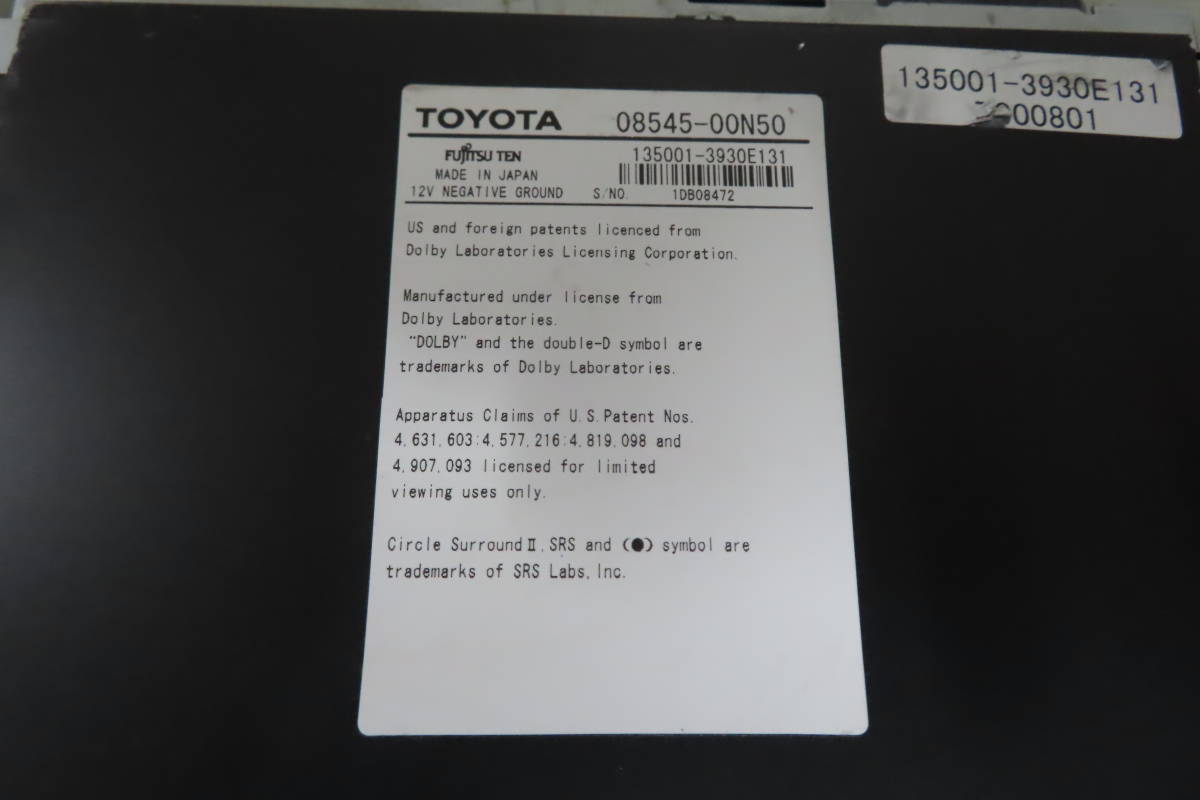 135001-3930E131
00801
TOYOTA 08545-00N50
FUJITSU TEN 135001-3930E131
MADE IN JAPAN
12V NEGATIVE GROUND S/NO. 1DB08472
US and foreign patents licenced from
Dolby Laboratories Licensing Corporation.
Manufactured under license from
Dolby Laboratories.
"DOLBY" and the double-D symbol are
trademarks of Dolby Laboratories.
Apparatus Claims of U.S.Patent Nos.
4,631,603:4,577,216:4,819,098 and
4,907,093 licensed for limited
viewing uses only.
Circle SurroundⅡ,SRS and (●) symbol are
trademarks of SRS Labs,Inc.